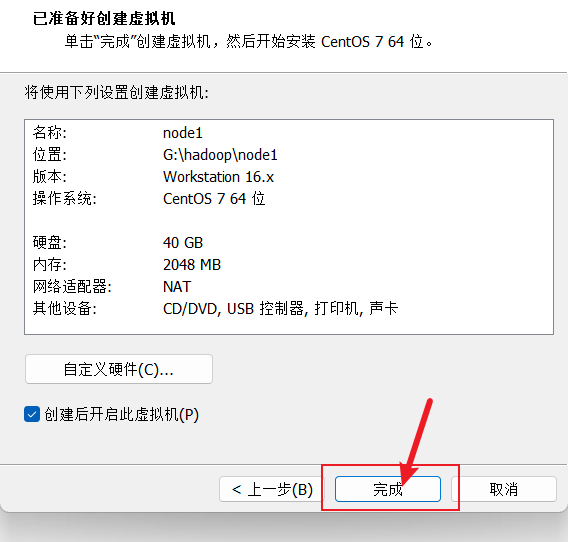 已准备好创建虚拟机
单击“完成”创建虚拟机，然后开始安装 CentOS 7 64 位。
将使用下列设置创建虚拟机:
名称: node1
位置: G:\hadoop\node1
版本: Workstation 16.x
操作系统: CentOS 7 64 位
硬盘: 40 GB
内存: 2048 MB
网络适配器: NAT
其他设备: CD/DVD, USB 控制器, 打印机, 声卡
自定义硬件(C)...
创建后开启此虚拟机(P)
< 上一步(B) 完成 取消